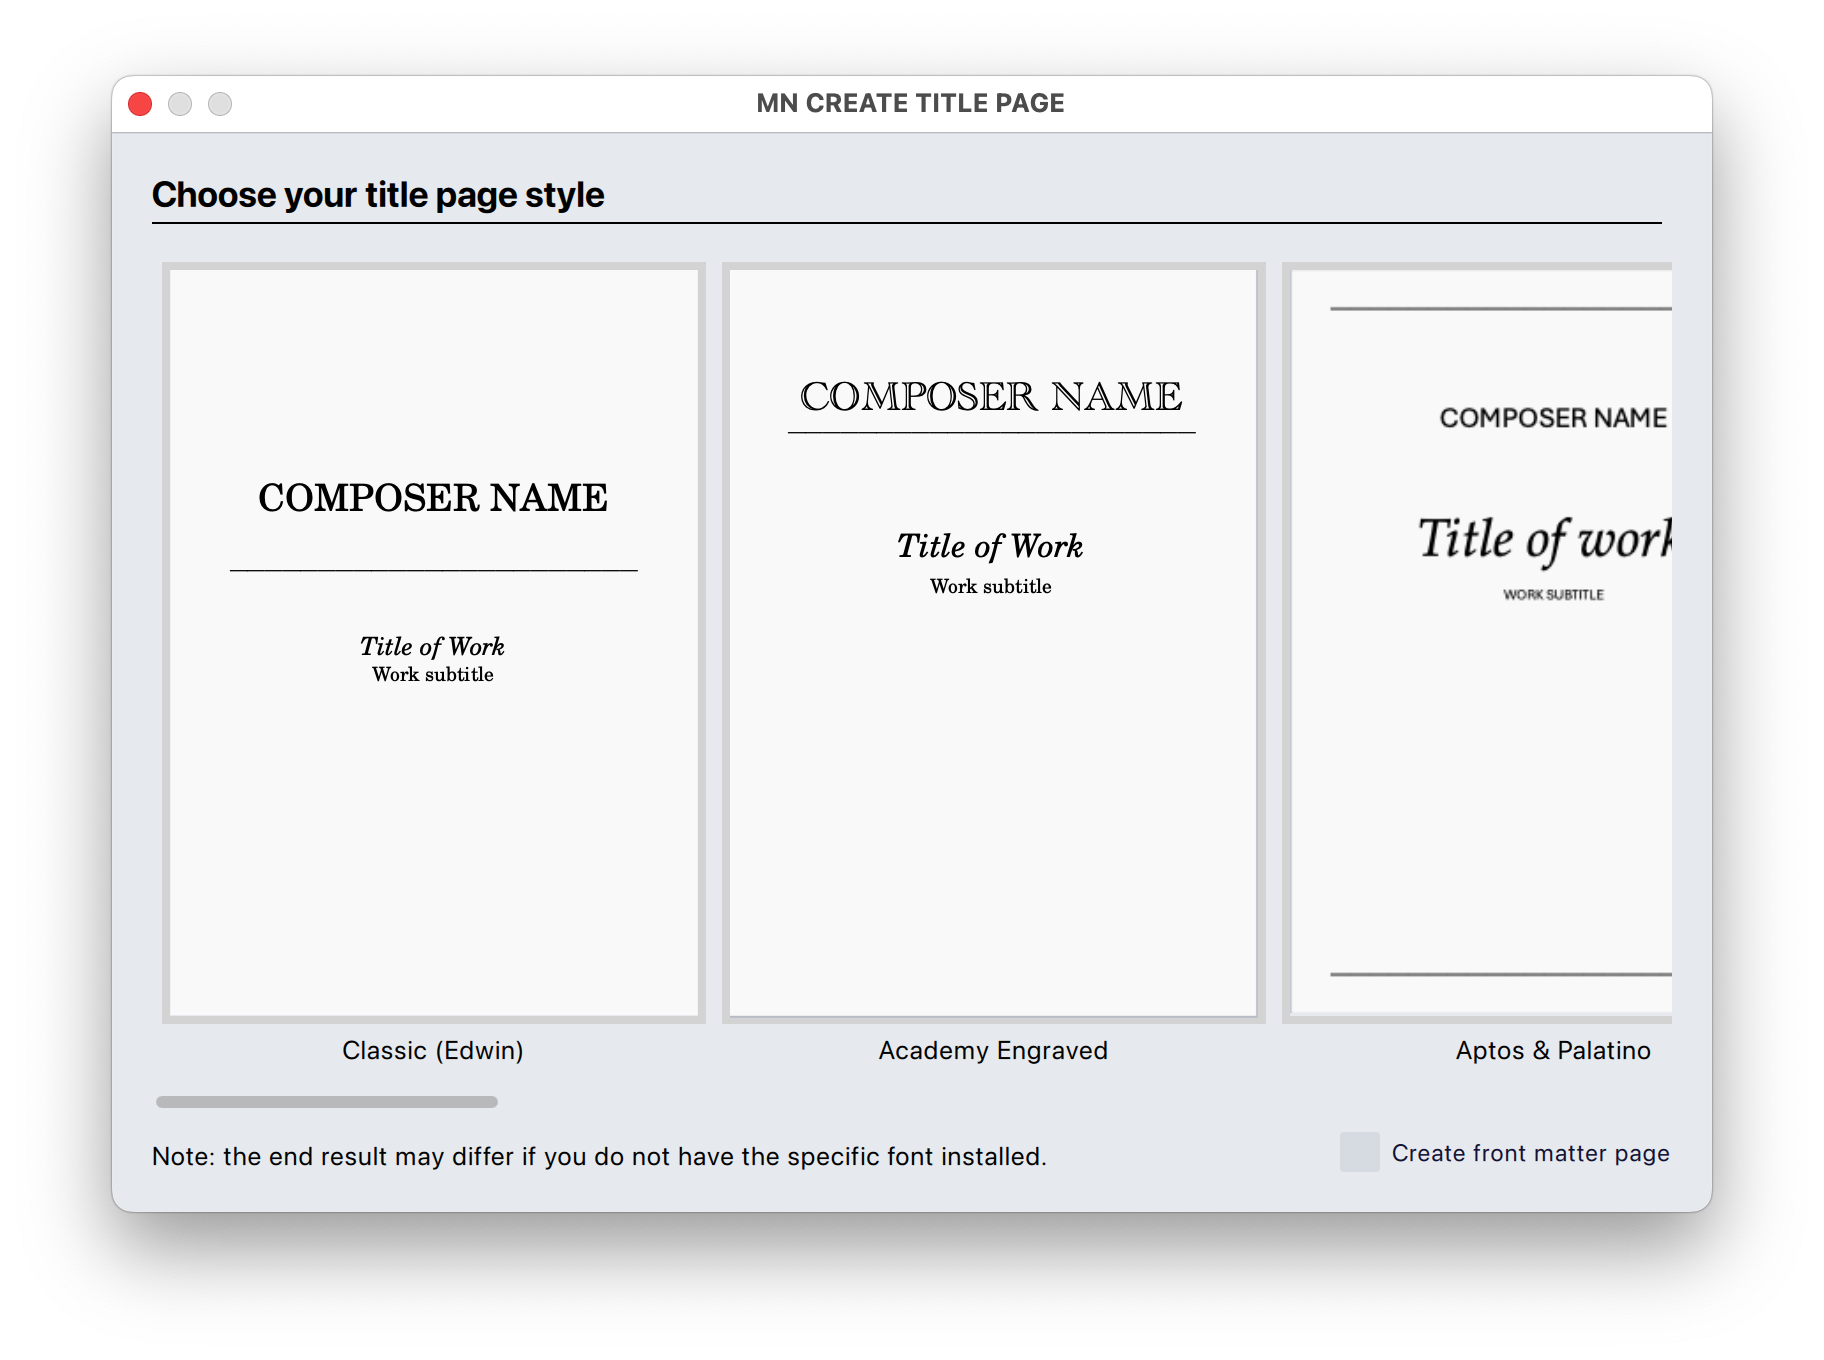 MN CREATE TITLE PAGE
Choose your title page style
COMPOSER NAME
Title of Work
Work subtitle
Classic (Edwin)
COMPOSER NAME
Title of Work
Work subtitle
Academy Engraved
COMPOSER NAME
Title of work
WORK SUBTITLE
Aptos & Palatino
Note: the end result may differ if you do not have the specific font installed.
Create front matter page